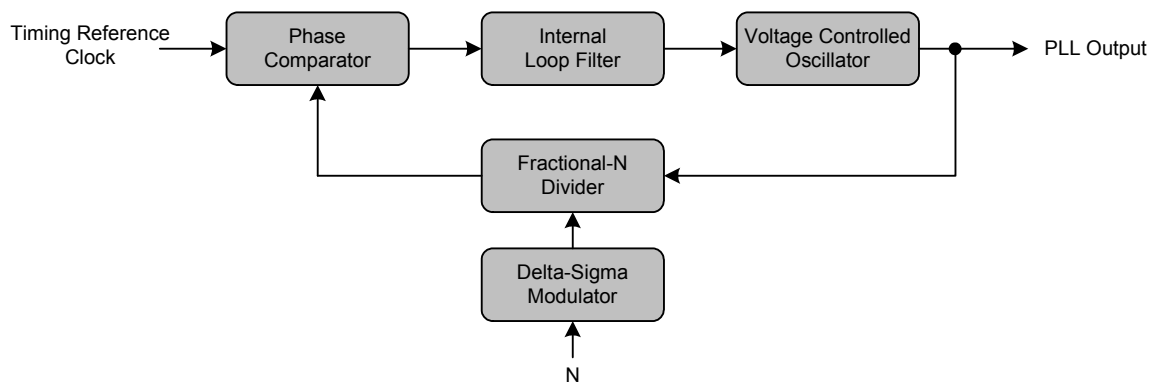 Timing Reference
Clock
Phase
Comparator
Internal
Loop Filter
Voltage Controlled
Oscillator
PLL Output
Fractional-N
Divider
Delta-Sigma
Modulator
N